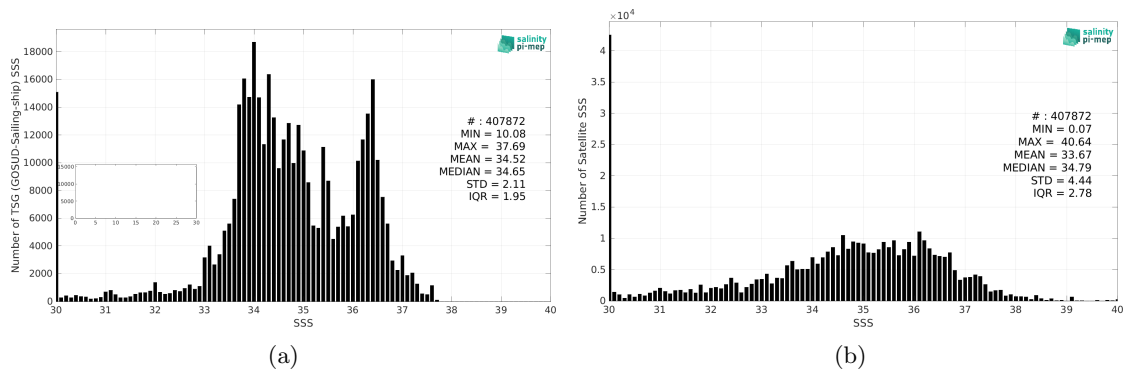 18000
16000
14000
12000
10000
8000
6000
4000
2000
0
30 31 32 33 34 35 36 37 38 39 40
SSS
Number of TSG (GOSUD-Sailing-ship) SSS
salinity
pi-mep
# : 407872
MIN = 10.08
MAX = 37.69
MEAN = 34.52
MEDIAN = 34.65
STD = 2.11
IQR = 1.95
15000
10000
5000
0
0 5 10 15 20 25 30
(a)
×10⁴
4
3.5
3
2.5
2
1.5
1
0.5
0
30 31 32 33 34 35 36 37 38 39 40
SSS
Number of Satellite SSS
salinity
pi-mep
# : 407872
MIN = 0.07
MAX = 40.64
MEAN = 33.67
MEDIAN = 34.79
STD = 4.44
IQR = 2.78
(b)